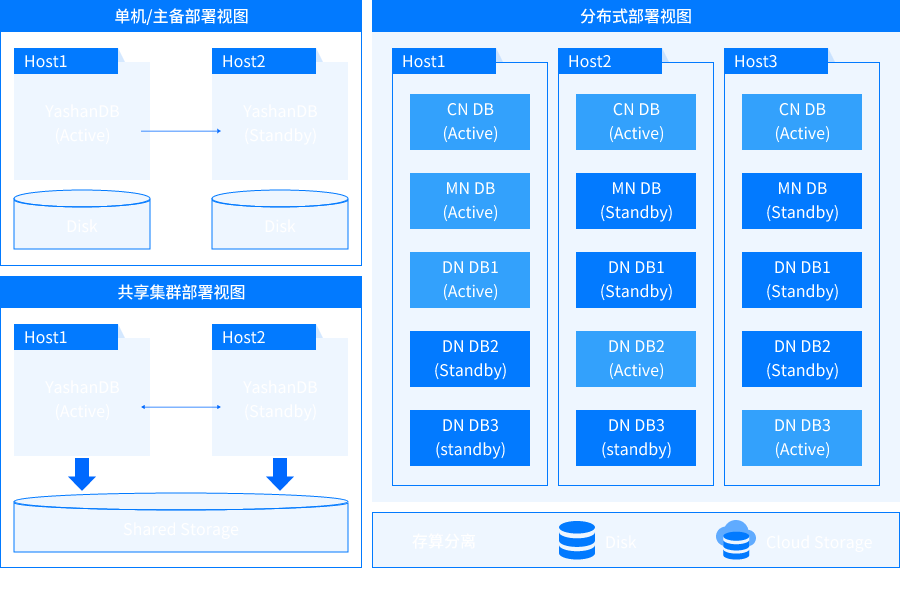 单机/主备部署视图
Host1
Host2
YashanDB
(Active)
YashanDB
(Standby)
Disk
Disk
共享集群部署视图
Host1
Host2
YashanDB
(Active)
YashanDB
(Standby)
Shared Storage
分布式部署视图
Host1
CN DB
(Active)
MN DB
(Active)
DN DB1
(Active)
DN DB2
(Standby)
DN DB3
(standby)
Host2
CN DB
(Active)
MN DB
(Standby)
DN DB1
(Standby)
DN DB2
(Active)
DN DB3
(standby)
Host3
CN DB
(Active)
MN DB
(Standby)
DN DB1
(Standby)
DN DB2
(Standby)
DN DB3
(Active)
存算分离
Disk
Cloud Storage